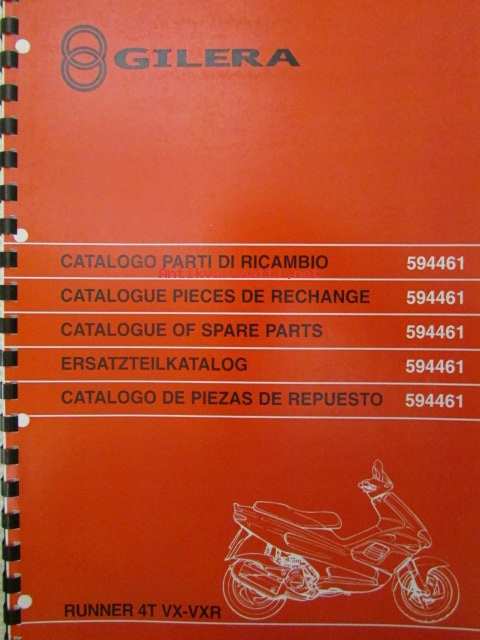 GILERA
CATALOGO PARTI DI RICAMBIO 594461
CATALOGUE PIECES DE RECHANGE 594461
CATALOGUE OF SPARE PARTS 594461
ERSATZTEILKATALOG 594461
CATALOGO DE PIEZAS DE REPUESTO 594461
RUNNER 4T VX-VXR